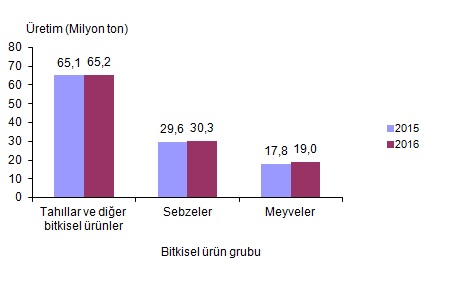 Üretim (Milyon ton)
80
70
60
50
40
30
20
10
0
65,1 65,2
29,6 30,3
17,8 19,0
2015
2016
Tahıllar ve diğer
bitkisel ürünler
Sebzeler
Meyveler
Bitkisel ürün grubu